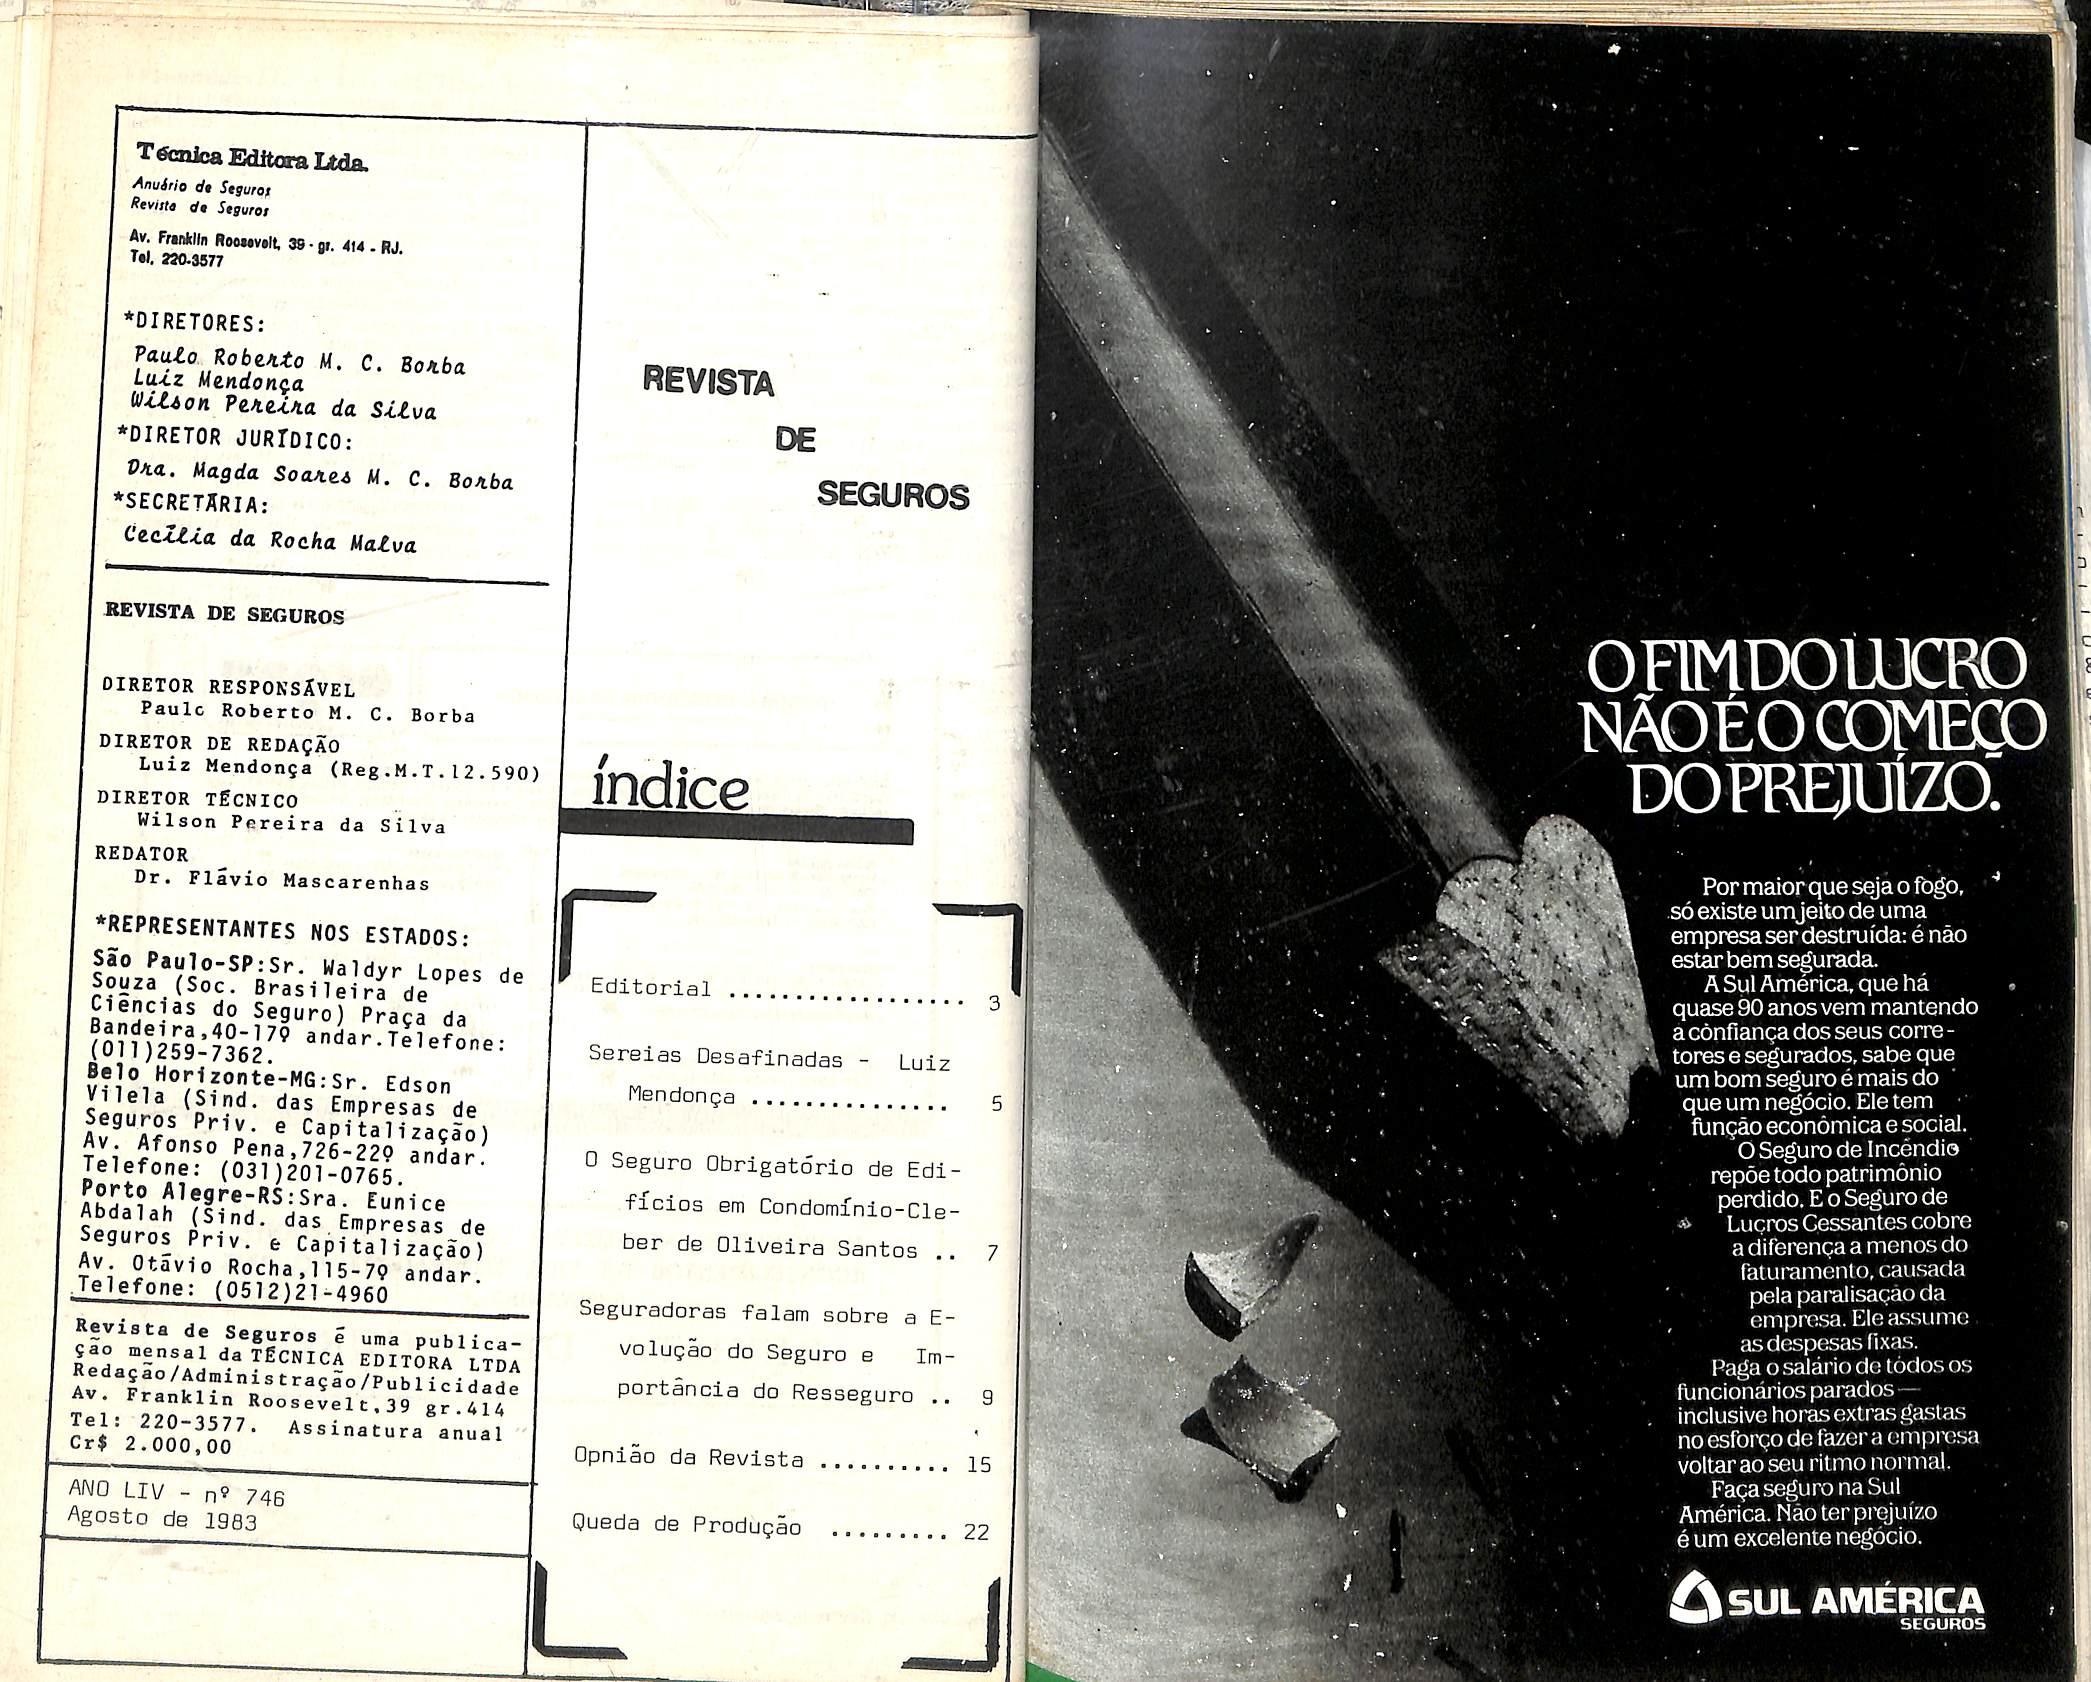 Técnica Editora Ltda.
Anuário de Seguros
Revista de Seguros
Av. Franklin Roosevelt, 39 - gr. 414 - RJ.
Tel. 220-3577
*DIRETORES:
Paulo Roberto M. C. Borba
Luiz Mendonça
Wilson Pereira da Silva
*DIRETOR JURÍDICO:
Dra. Magda Soares M. C. Borba
*SECRETÁRIA:
Cecília da Rocha Malva
REVISTA DE SEGUROS
DIRETOR RESPONSÁVEL
Paulo Roberto M. C. Borba
DIRETOR DE REDAÇÃO
Luiz Mendonça (Reg.M.T.12.590)
DIRETOR TÉCNICO
Wilson Pereira da Silva
REDATOR
Dr. Flávio Mascarenhas
*REPRESENTANTES NOS ESTADOS:
São Paulo-SP:Sr. Waldyr Lopes de
Souza (Soc. Brasileira de
Ciências do Seguro) Praça da
Bandeira,40-17º andar.Telefone:
(011)259-7362.
Belo Horizonte-MG:Sr. Edson
Vilela (Sind. das Empresas de
Seguros Priv. e Capitalização)
Av. Afonso Pena,726-22º andar.
Telefone: (031)201-0765.
Porto Alegre-RS:Sra. Eunice
Abdalah (Sind. das Empresas de
Seguros Priv. e Capitalização)
Av. Otávio Rocha,115-7º andar.
Telefone: (0512)21-4960
Revista de Seguros é uma publica-
ção mensal da TÉCNICA EDITORA LTDA
Redação/Administração/Publicidade
Av. Franklin Roosevelt,39 gr.414
Tel: 220-3577. Assinatura anual
Cr$ 2.000,00
ANO LIV - nº 746
Agosto de 1983
REVISTA
DE
SEGUROS
índice
Editorial .................. 3
Sereias Desafinadas - Luiz
Mendonça ............... 5
O Seguro Obrigatório de Edi-
fícios em Condomínio-Cle-
ber de Oliveira Santos .. 7
Seguradoras falam sobre a E-
volução do Seguro e Im-
portância do Resseguro .. 9
Opnião da Revista .......... 15
Queda de Produção ......... 22
O FIM DO LUCRO
NÃO É O COMEÇO
DO PREJUÍZO.
Por maior que seja o fogo,
só existe um jeito de uma
empresa ser destruída: é não
estar bem segurada.
A Sul América, que há
quase 90 anos vem mantendo
a confiança dos seus corre-
tores e segurados, sabe que
um bom seguro é mais do
que um negócio. Ele tem
função econômica e social.
O Seguro de Incêndio
repõe todo patrimônio
perdido. E o Seguro de
Lucros Cessantes cobre
a diferença a menos do
faturamento, causada
pela paralisação da
empresa. Ele assume
as despesas fixas.
Paga o salário de todos os
funcionários parados —
inclusive horas extras gastas
no esforço de fazer a empresa
voltar ao seu ritmo normal.
Faça seguro na Sul
América. Não ter prejuízo
é um excelente negócio.
SUL AMÉRICA
SEGUROS